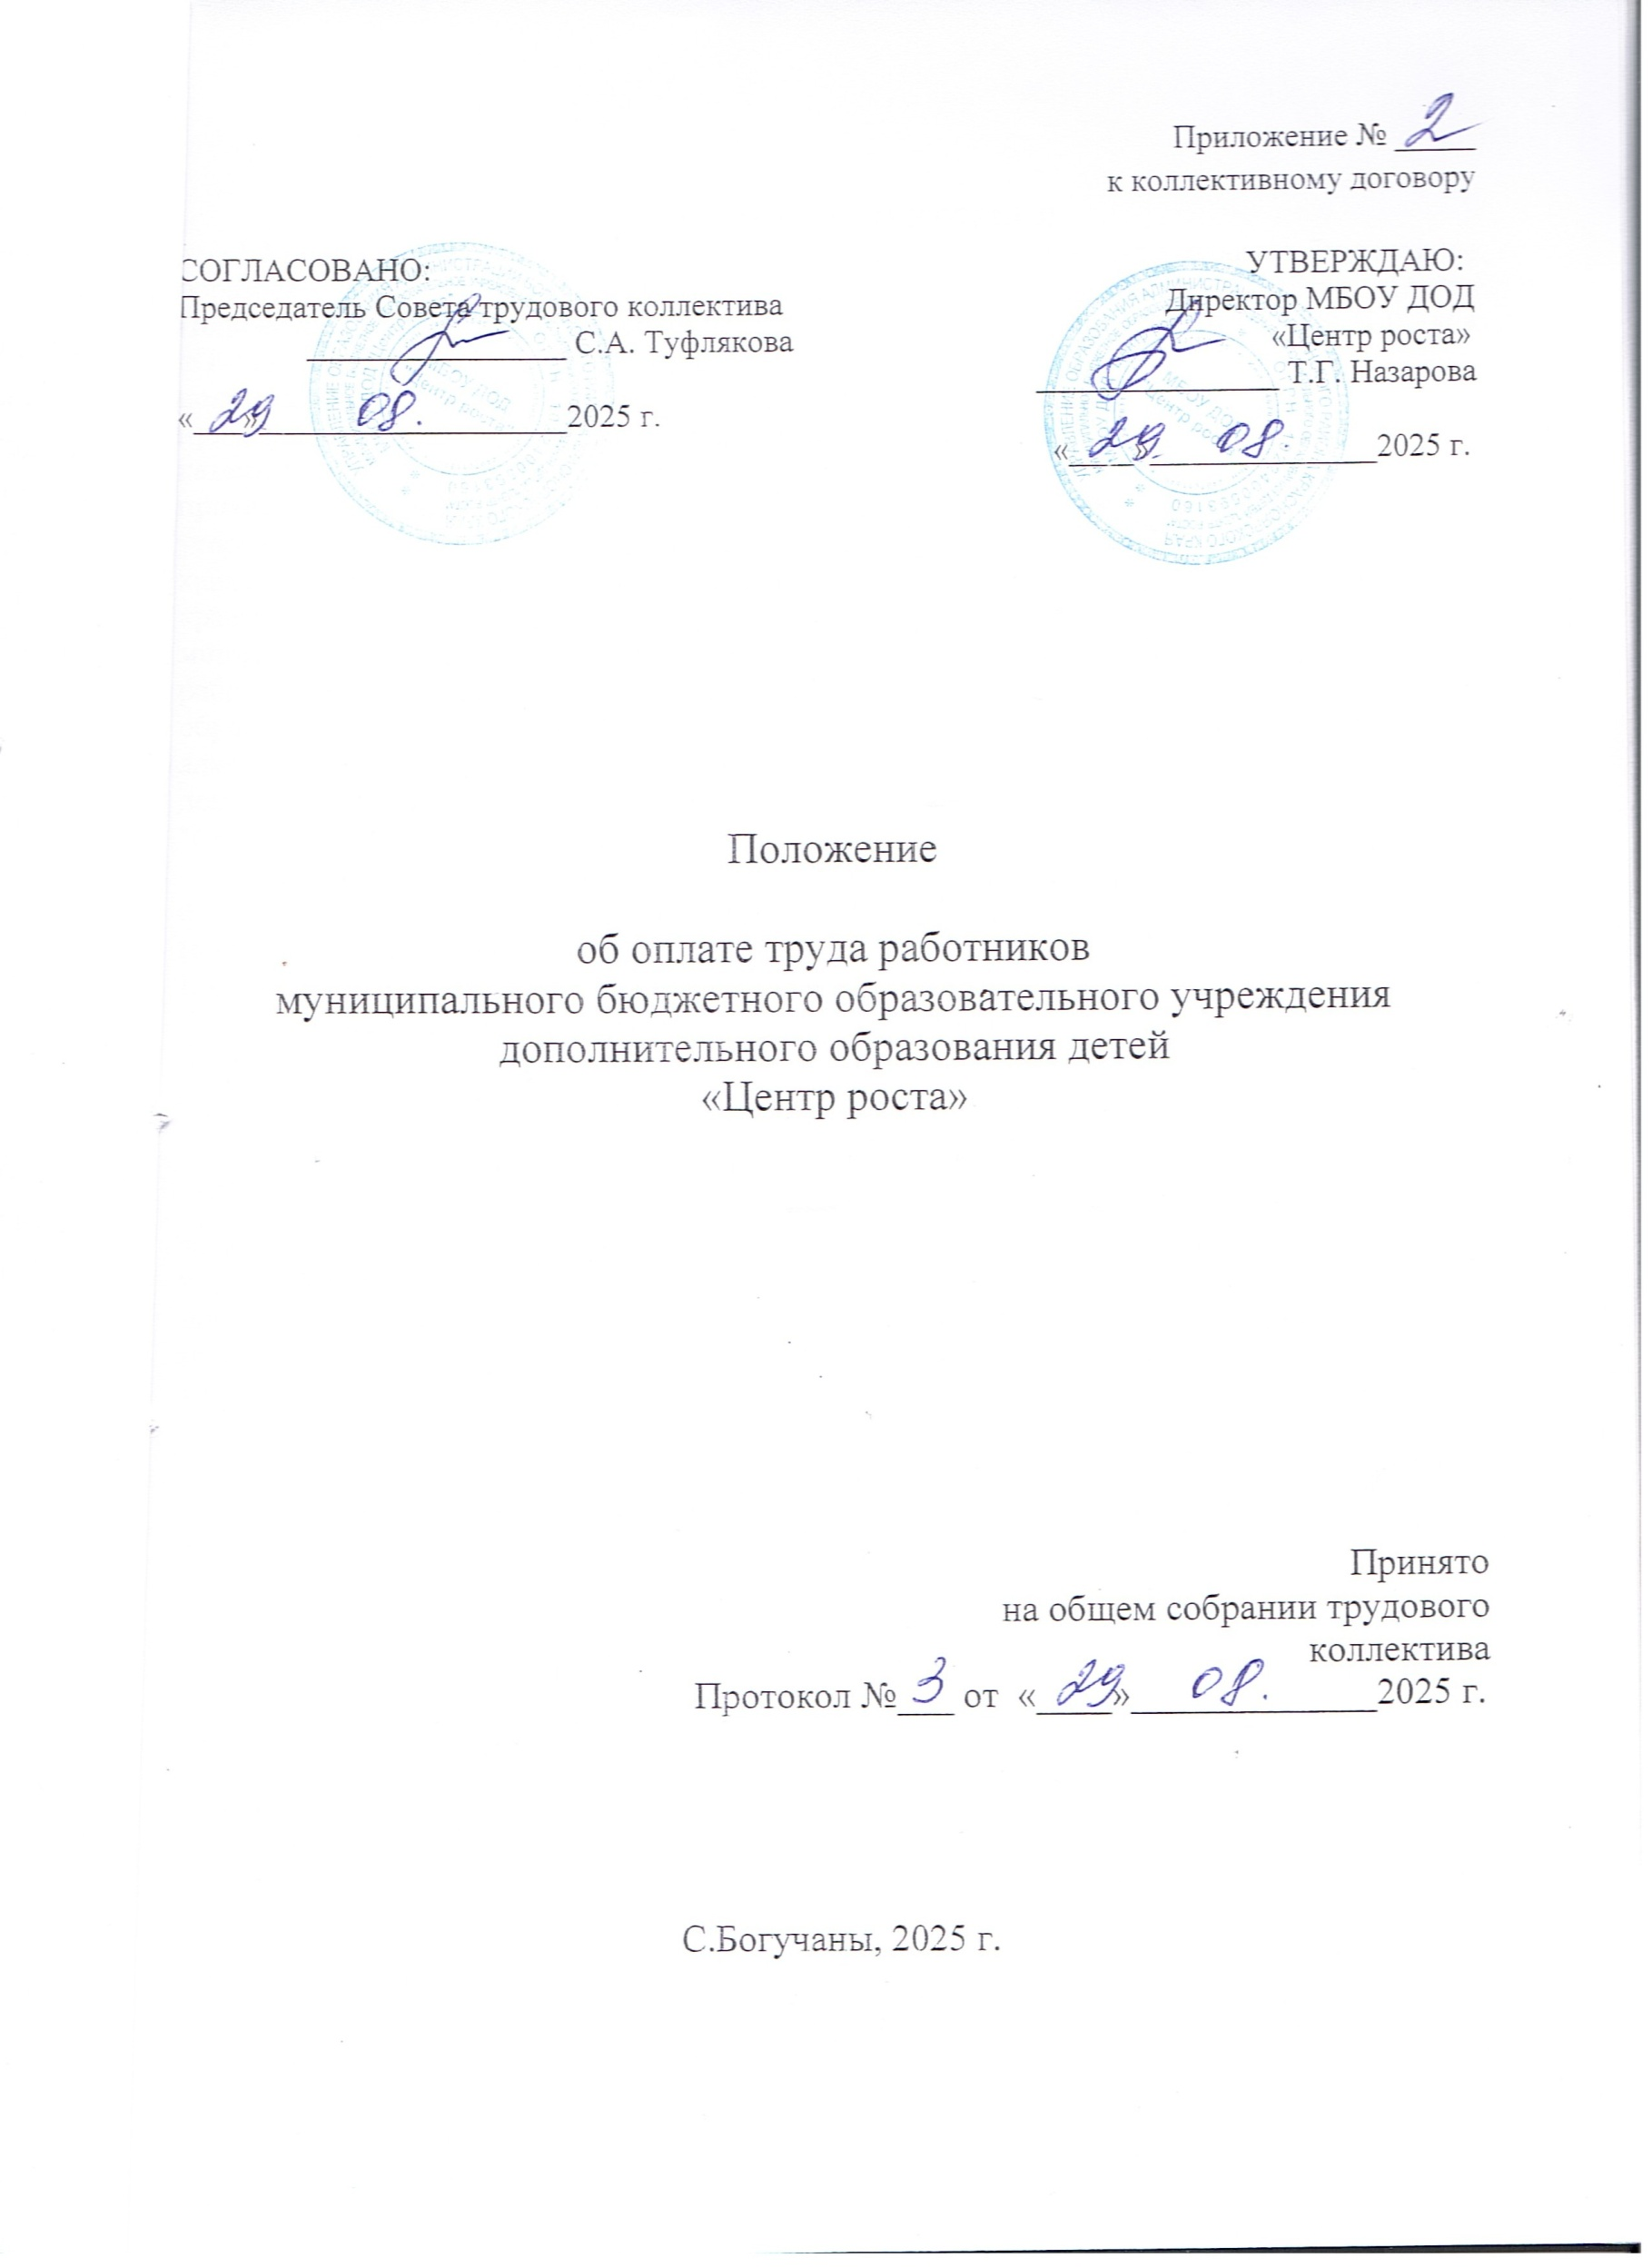 Приложение № 2
к коллективному договору
СОГЛАСОВАНО:
Председатель Совета трудового коллектива
С.А. Туфлякова
«29» 08. 2025 г.
УТВЕРЖДАЮ:
Директор МБОУ ДОД
«Центр роста»
Т.Г. Назарова
«29» 08. 2025 г.
Положение
об оплате труда работников
муниципального бюджетного образовательного учреждения
дополнительного образования детей
«Центр роста»
Принято
на общем собрании трудового
коллектива
Протокол № 3 от «29» 08. 2025 г.
С.Богучаны, 2025 г.